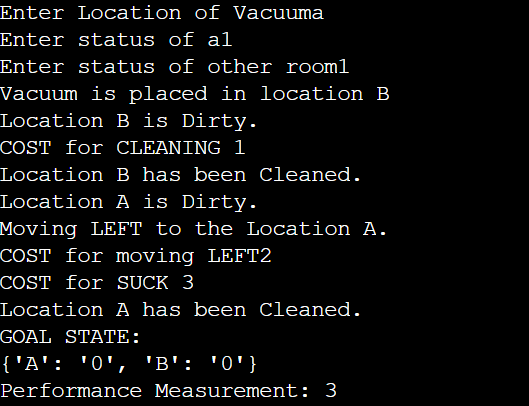 Enter Location of Vacuuma
Enter status of a1
Enter status of other room1
Vacuum is placed in location B
Location B is Dirty.
COST for CLEANING 1
Location B has been Cleaned.
Location A is Dirty.
Moving LEFT to the Location A.
COST for moving LEFT2
COST for SUCK 3
Location A has been Cleaned.
GOAL STATE:
{'A': '0', 'B': '0'}
Performance Measurement: 3